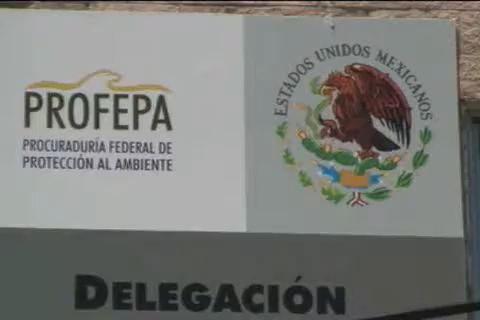 PROFEPA
PROCURADURÍA FEDERAL DE
PROTECCIÓN AL AMBIENTE
ESTADOS UNIDOS MEXICANOS
DELEGACIÓN